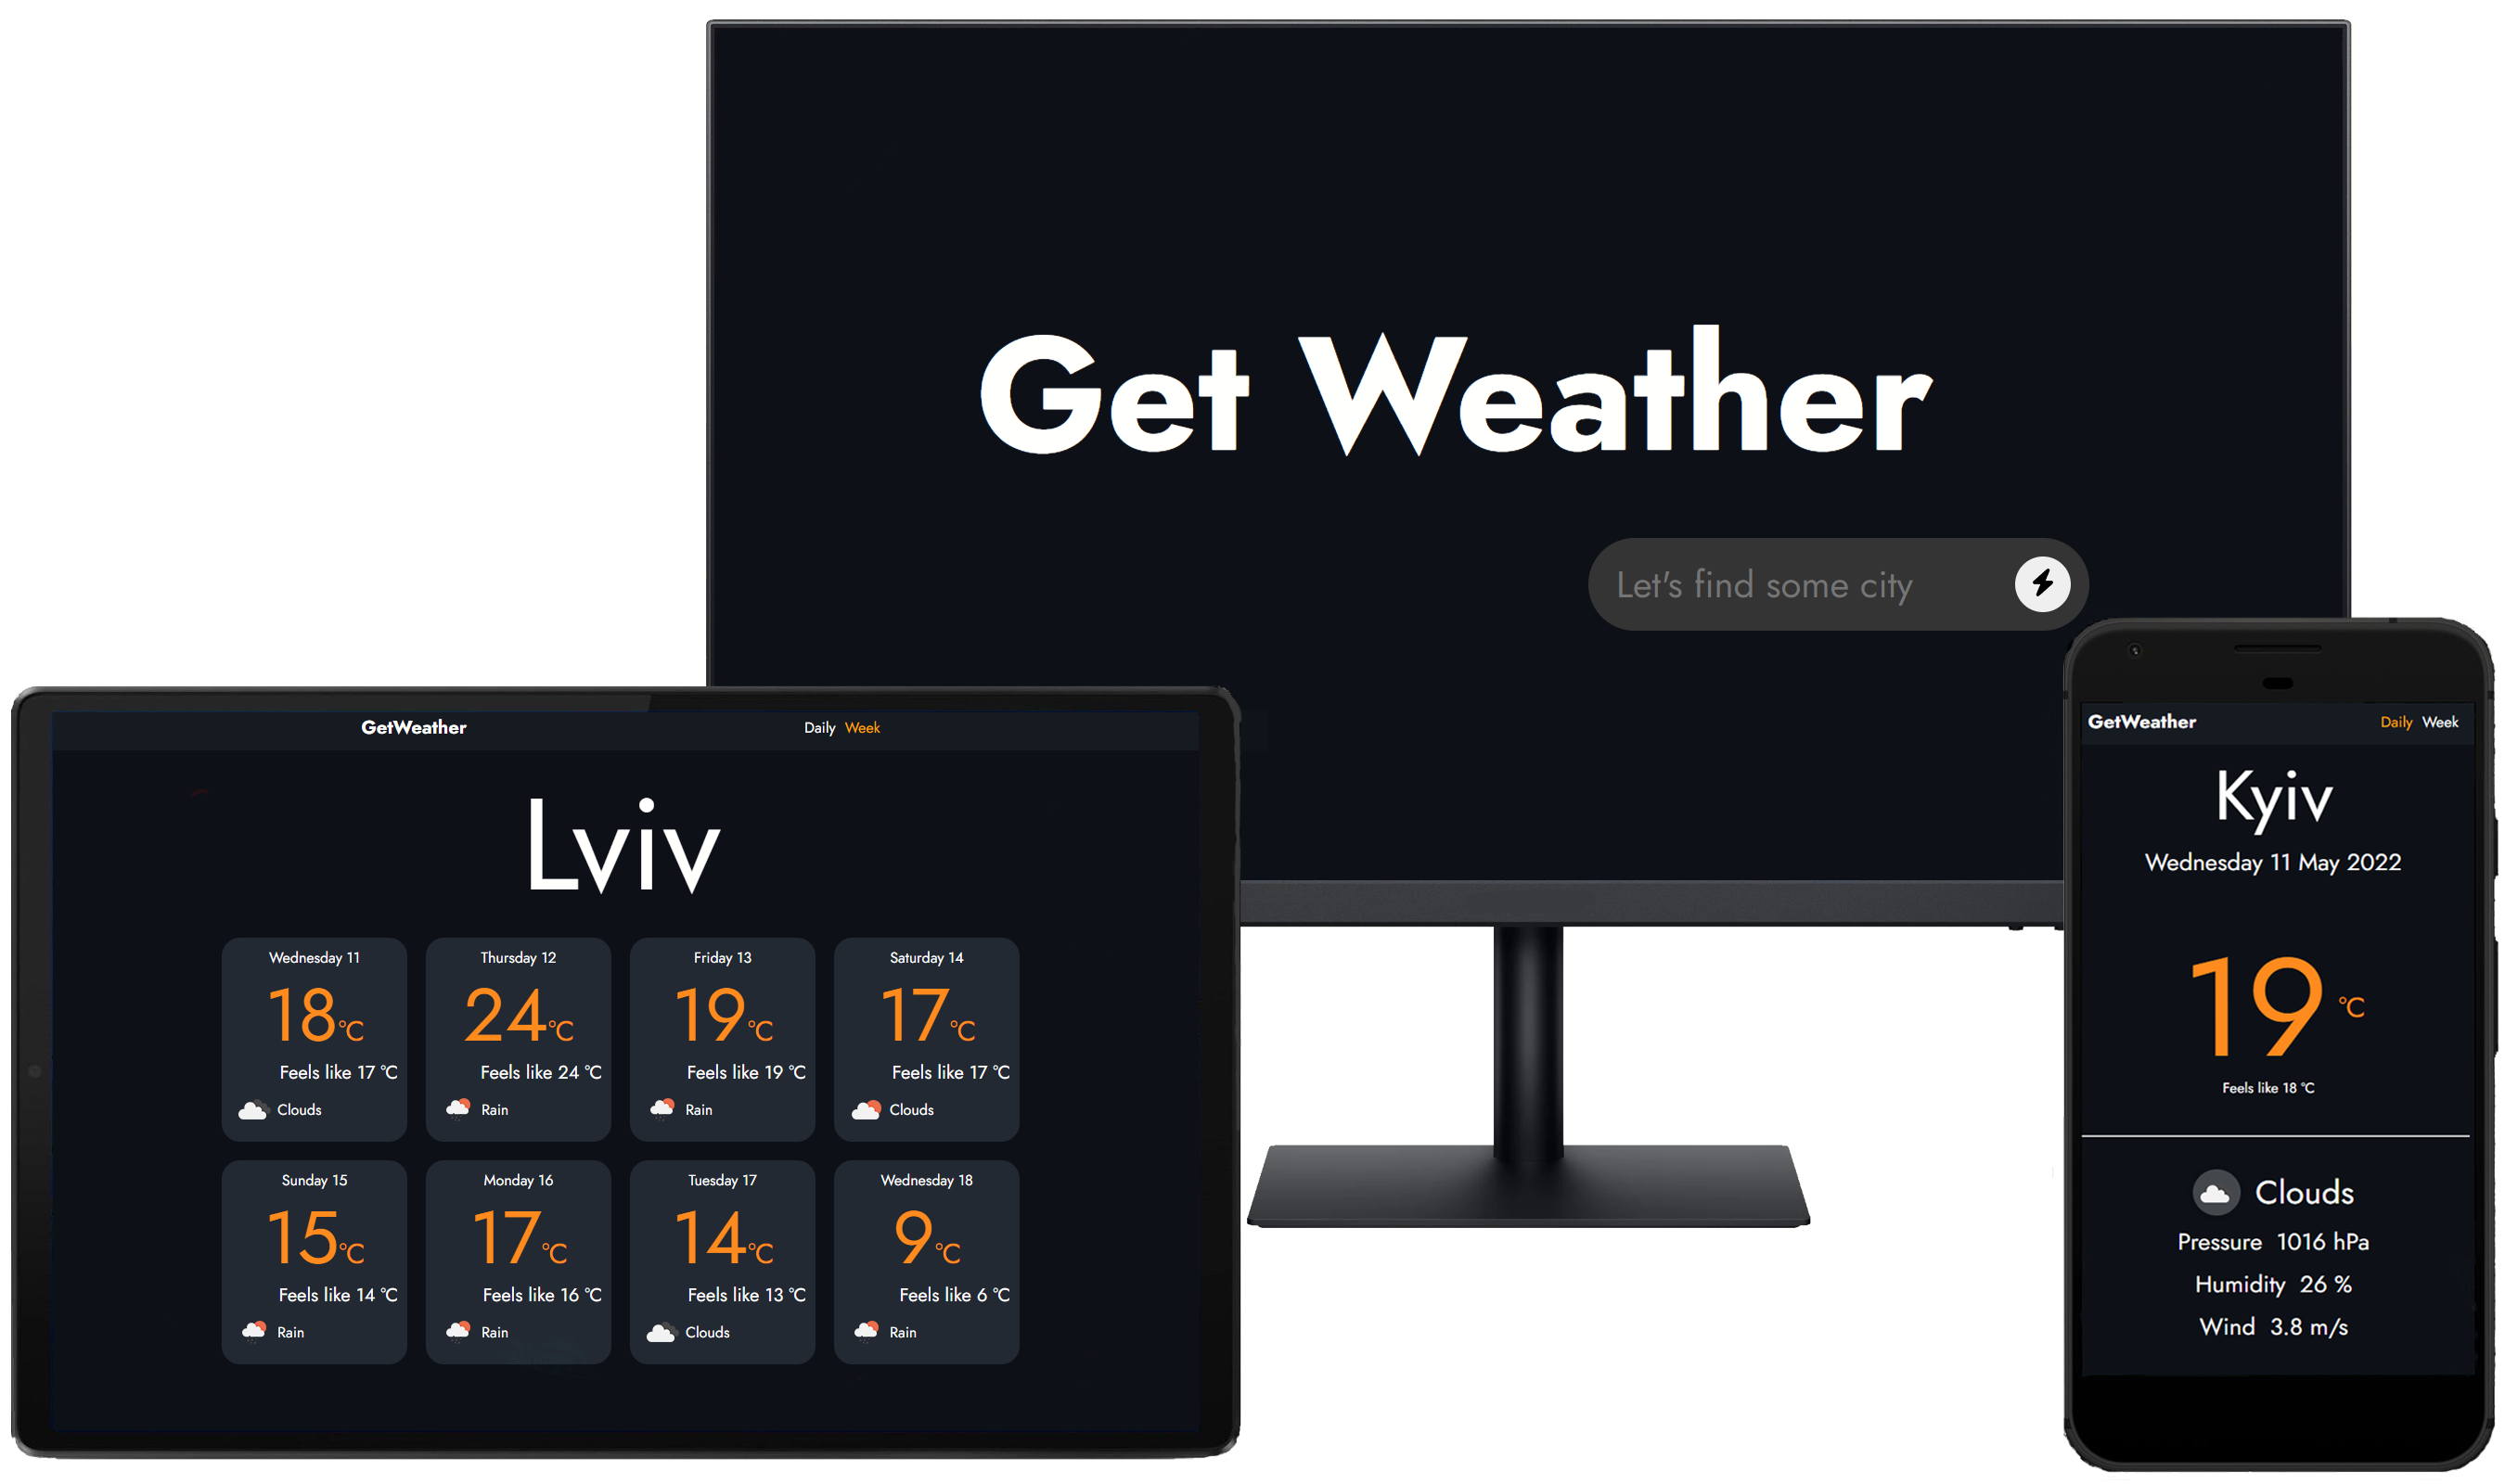 Get Weather
Let's find some city
GetWeather
Daily Week
Lviv
Wednesday 11
18 °C
Feels like 17 °C
Clouds
Thursday 12
24 °C
Feels like 24 °C
Rain
Friday 13
19 °C
Feels like 19 °C
Rain
Saturday 14
17 °C
Feels like 17 °C
Clouds
Sunday 15
15 °C
Feels like 14 °C
Rain
Monday 16
17 °C
Feels like 16 °C
Rain
Tuesday 17
14 °C
Feels like 13 °C
Clouds
Wednesday 18
9 °C
Feels like 6 °C
Rain
GetWeather
Daily Week
Kyiv
Wednesday 11 May 2022
19 °C
Feels like 18 °C
Clouds
Pressure 1016 hPa
Humidity 26 %
Wind 3.8 m/s